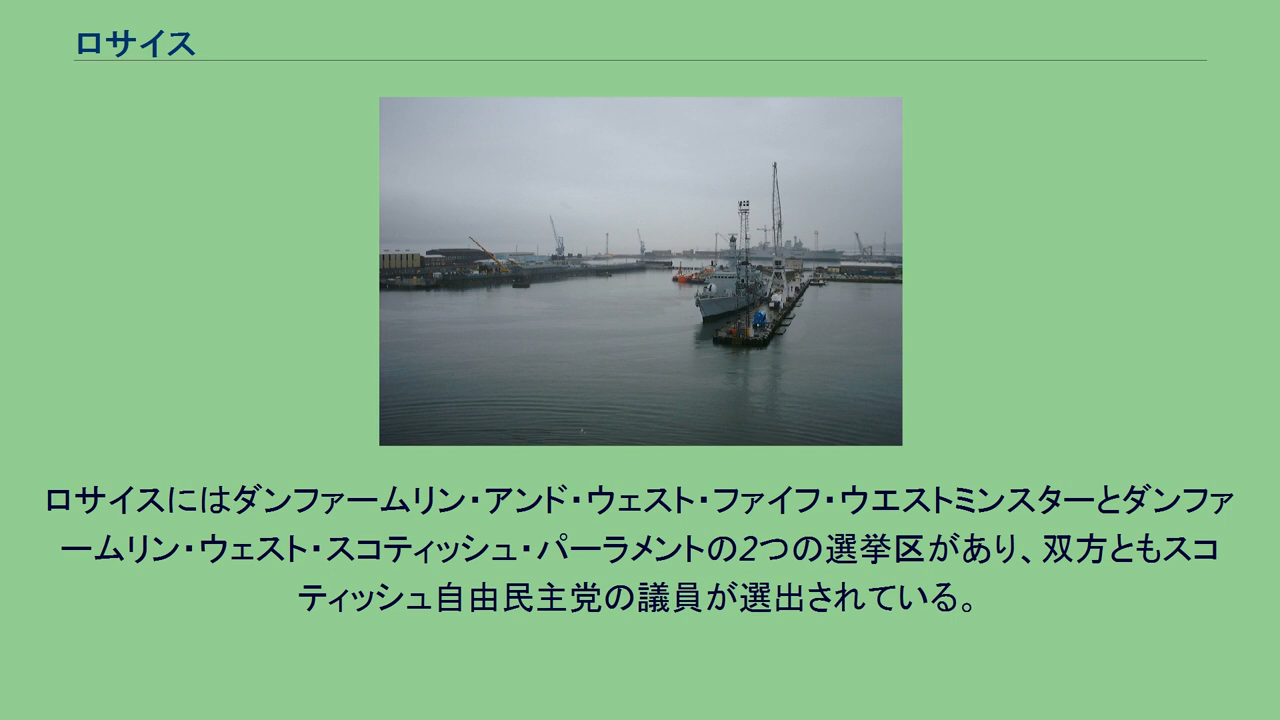 ロサイス
ロサイスにはダンファームリン・アンド・ウェスト・ファイフ・ウエストミンスターとダンファ
ームリン・ウェスト・スコティッシュ・パーラメントの2つの選挙区があり、双方ともスコ
ティッシュ自由民主党の議員が選出されている。